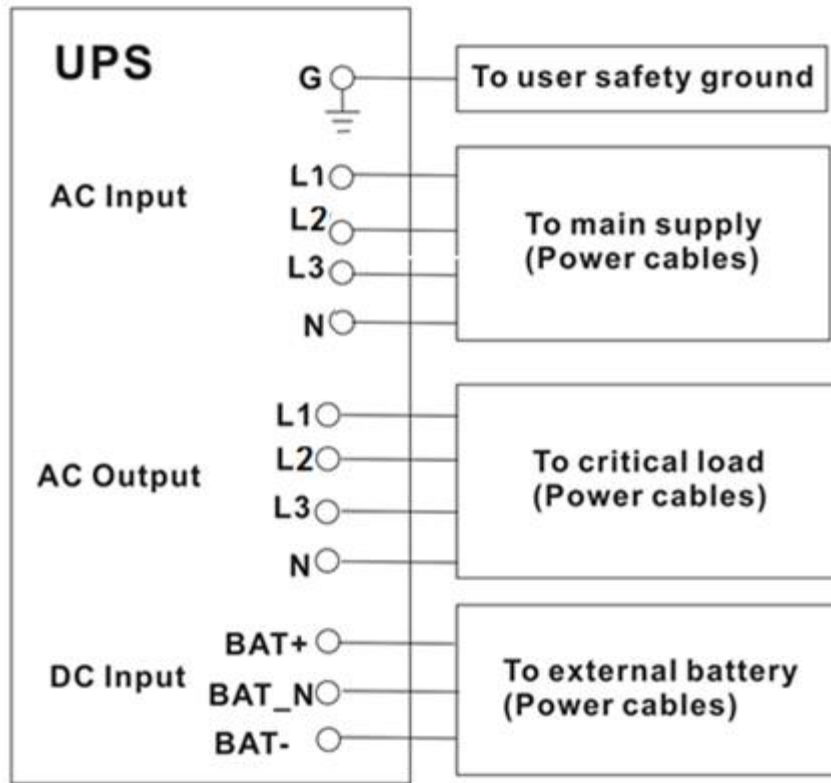 UPS
G
To user safety ground
AC Input
L1
L2
L3
N
To main supply
(Power cables)
AC Output
L1
L2
L3
N
To critical load
(Power cables)
DC Input
BAT+
BAT_N
BAT-
To external battery
(Power cables)